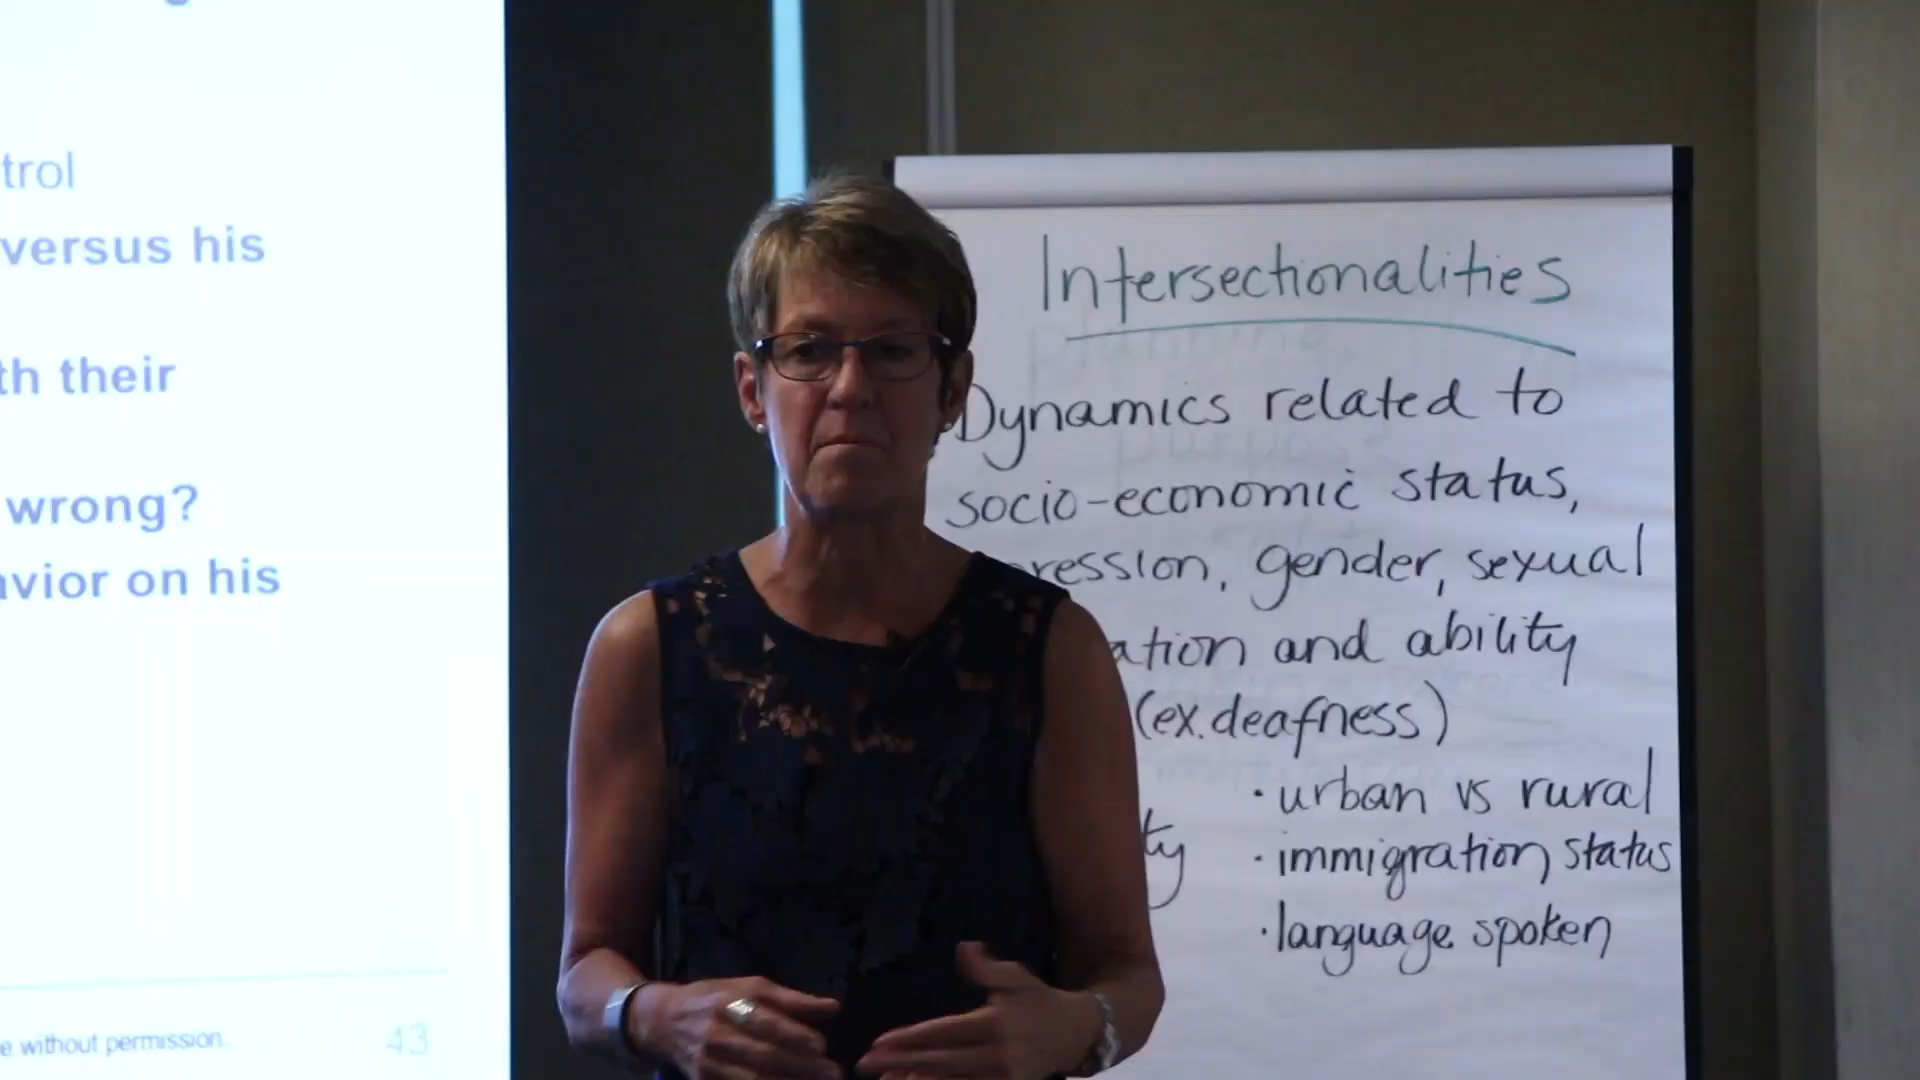 trol
versus his
th their
wrong?
avior on his
e without permission.
43
Intersectionalities
Dynamics related to
socio-economic status,
ression, gender, sexual
ation and ability
(ex. deafness)
• urban vs rural
ty • immigration status
• language spoken